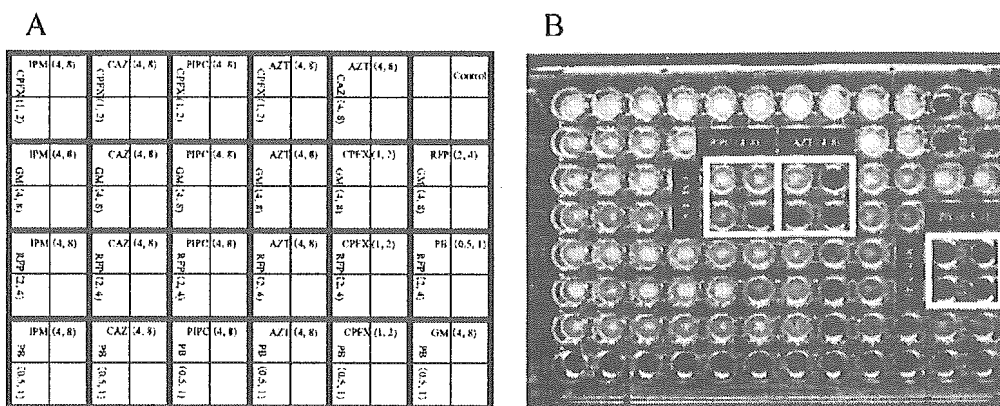 A
B
IPM (4, 8) CAZ (4, 8) PIPC (4, 8) AZT (4, 8) AZT (4, 8) Control
CPFX (1, 2) CPFX (1, 2) CPFX (1, 2) CPFX (1, 2) CAZ (4, 8)
IPM (4, 8) CAZ (4, 8) PIPC (4, 8) AZT (4, 8) CPFX (1, 2) RFP (2, 4)
GM (4, 8) GM (4, 8) GM (4, 8) GM (4, 8) GM (4, 8) GM (4, 8)
IPM (4, 8) CAZ (4, 8) PIPC (4, 8) AZT (4, 8) CPFX (1, 2) PB (0.5, 1)
RFP (2, 4) RFP (2, 4) RFP (2, 4) RFP (2, 4) RFP (2, 4) RFP (2, 4)
IPM (4, 8) CAZ (4, 8) PIPC (4, 8) AZT (4, 8) CPFX (1, 2) GM (4, 8)
PB (0.5, 1) PB (0.5, 1) PB (0.5, 1) PB (0.5, 1) PB (0.5, 1) PB (0.5, 1)